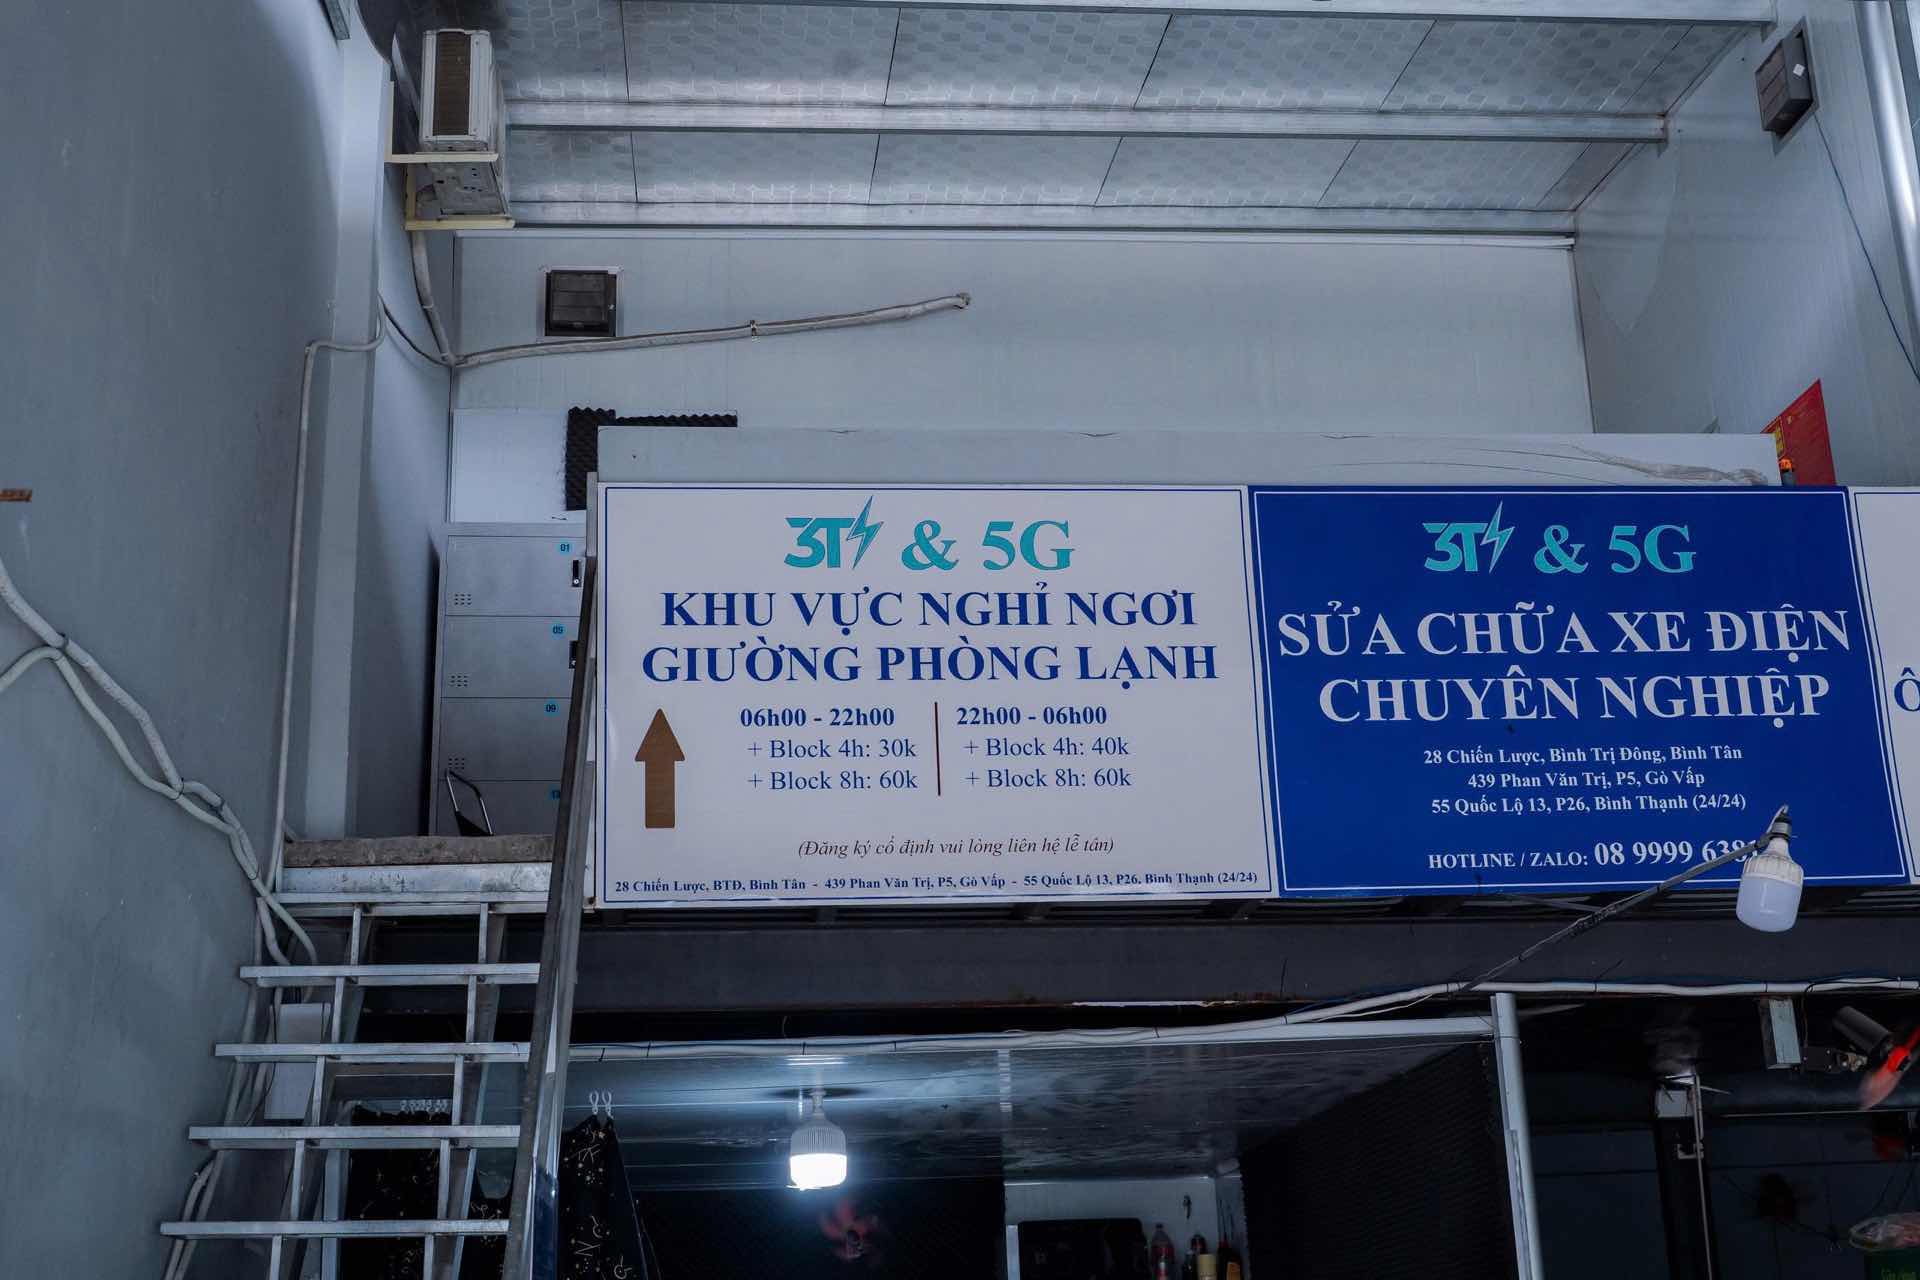 3T & 5G
KHU VỰC NGHỈ NGƠI
GIƯỜNG PHÒNG LẠNH
06h00 - 22h00
+ Block 4h: 30k
+ Block 8h: 60k
22h00 - 06h00
+ Block 4h: 40k
+ Block 8h: 60k
(Đăng ký cố định vui lòng liên hệ lễ tân)
28 Chiến Lược, BTĐ, Bình Tân - 439 Phan Văn Trị, P5, Gò Vấp - 55 Quốc Lộ 13, P26, Bình Thạnh (24/24)
3T & 5G
SỬA CHỮA XE ĐIỆN
CHUYÊN NGHIỆP
28 Chiến Lược, Bình Trị Đông, Bình Tân
439 Phan Văn Trị, P5, Gò Vấp
55 Quốc Lộ 13, P26, Bình Thạnh (24/24)
HOTLINE / ZALO: 08 9999
Ô
01
05
09
13